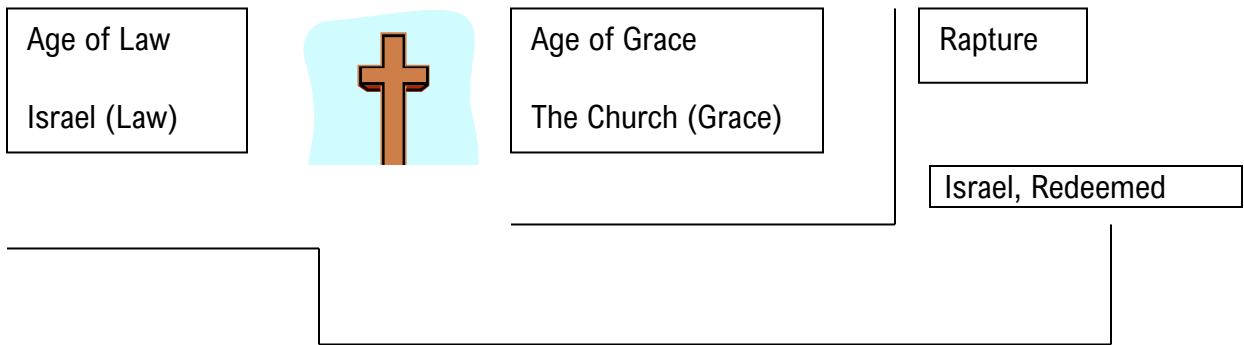 Age of Law
Israel (Law)
Age of Grace
The Church (Grace)
Rapture
Israel, Redeemed